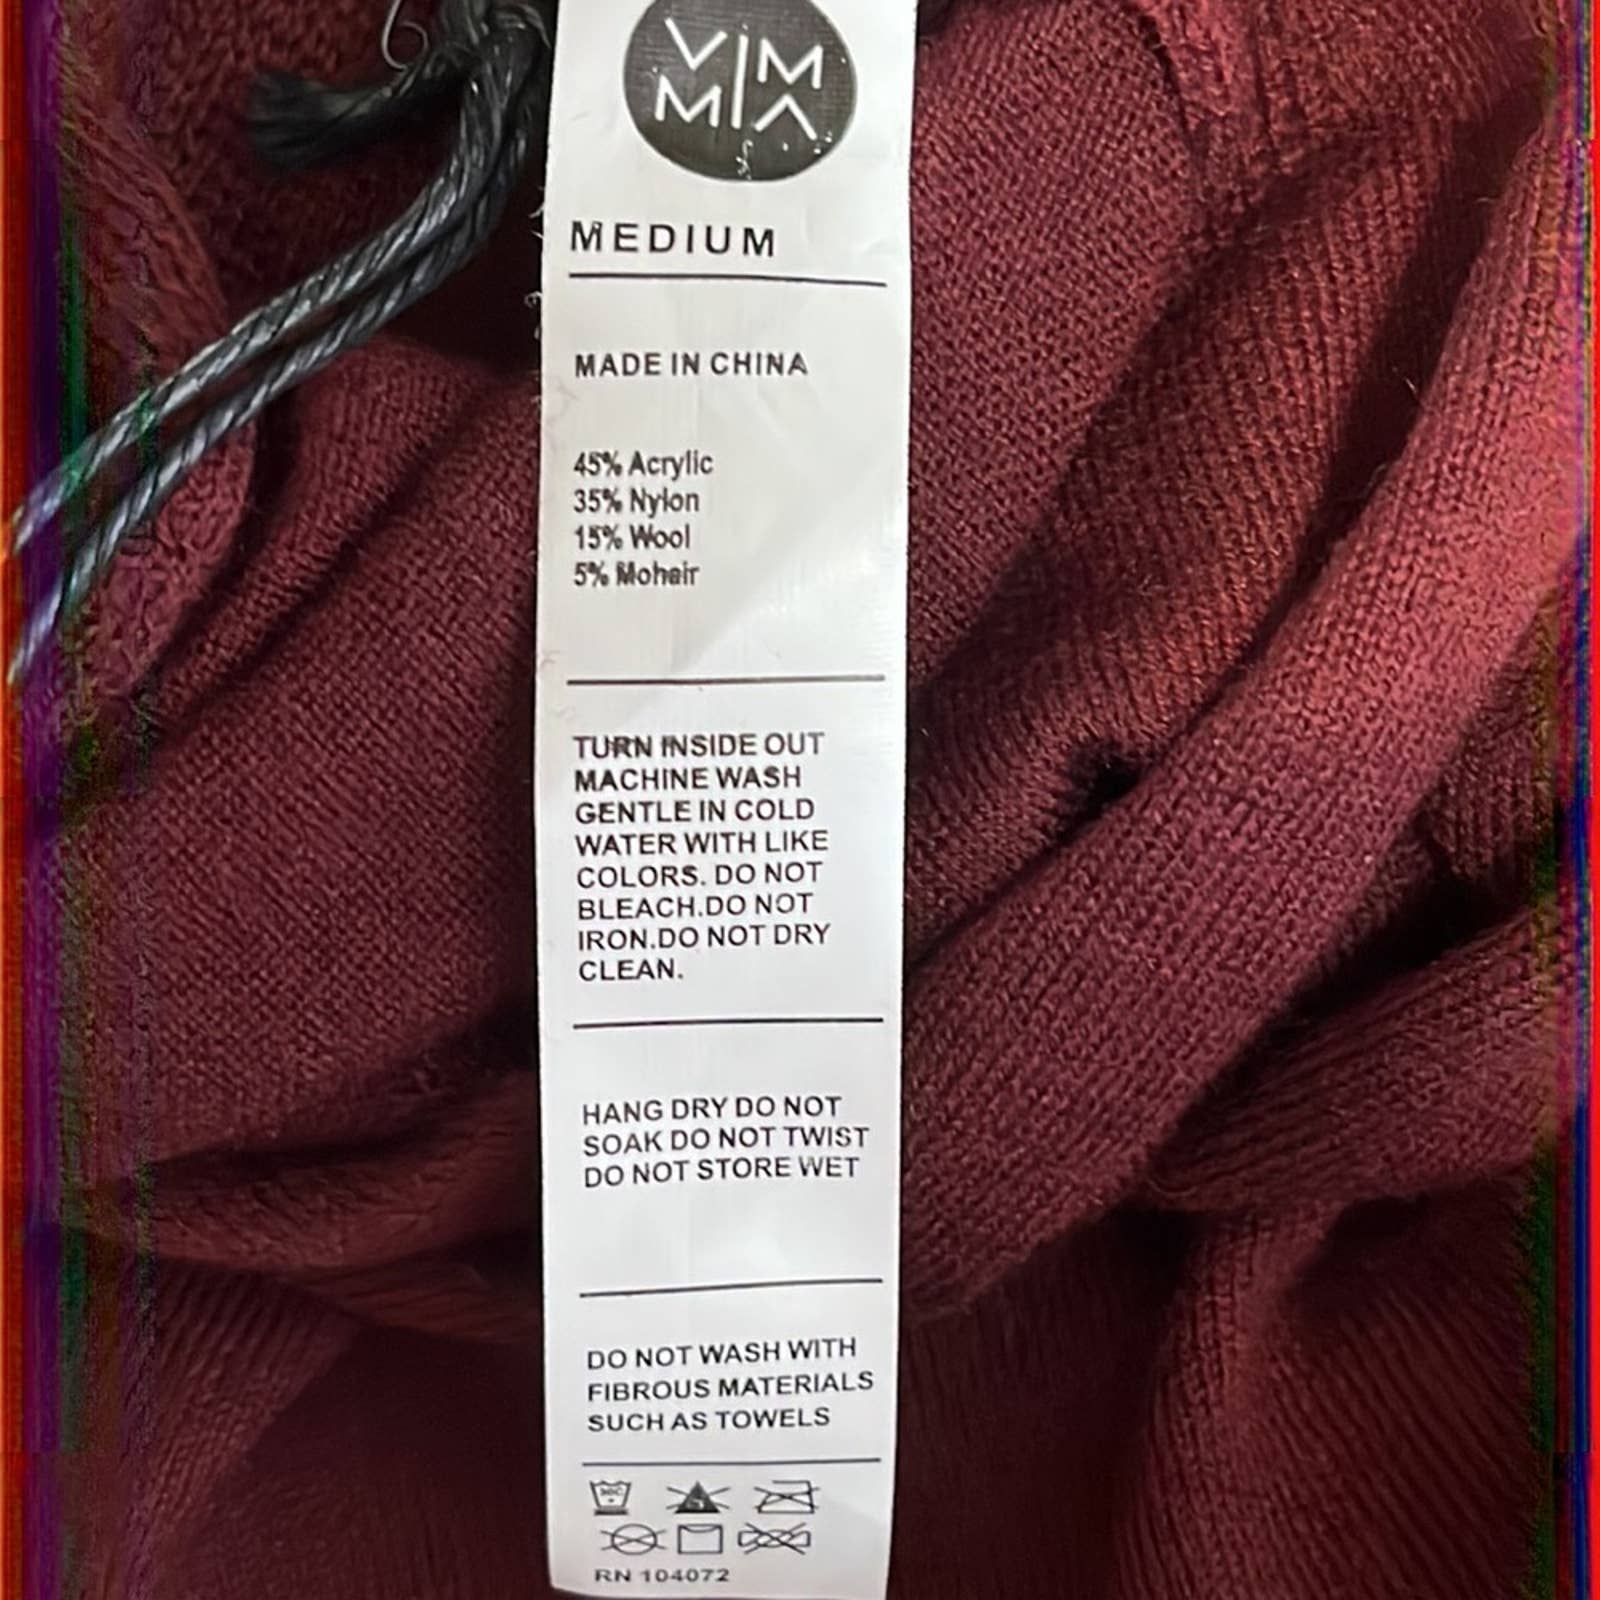 VIM
MIA
MEDIUM
MADE IN CHINA
45% Acrylic
35% Nylon
15% Wool
5% Mohair
TURN INSIDE OUT
MACHINE WASH
GENTLE IN COLD
WATER WITH LIKE
COLORS. DO NOT
BLEACH.DO NOT
IRON.DO NOT DRY
CLEAN.
HANG DRY DO NOT
SOAK DO NOT TWIST
DO NOT STORE WET
DO NOT WASH WITH
FIBROUS MATERIALS
SUCH AS TOWELS
RN 104072